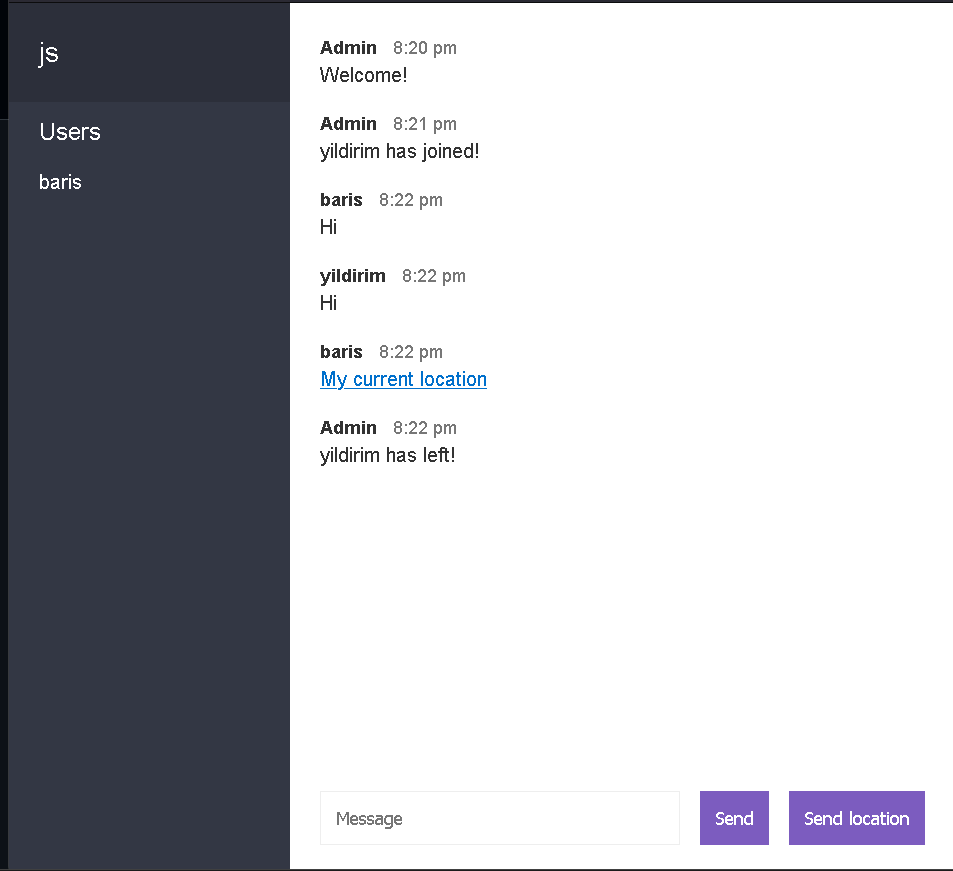 js
Users
baris
Admin 8:20 pm
Welcome!
Admin 8:21 pm
yildirim has joined!
baris 8:22 pm
Hi
yildirim 8:22 pm
Hi
baris 8:22 pm
My current location
Admin 8:22 pm
yildirim has left!
Message
Send
Send location